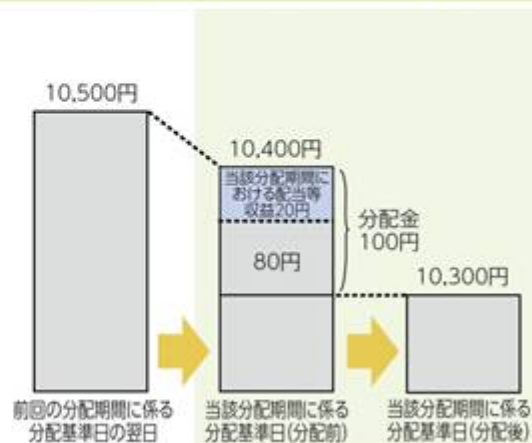 10,500円
10,400円
当該分配期間に
おける配当等
収益20円
80円
分配金
100円
10,300円
前回の分配期間に係る
分配基準日の翌日
当該分配期間に係る
分配基準日(分配前)
当該分配期間に係る
分配基準日(分配後)